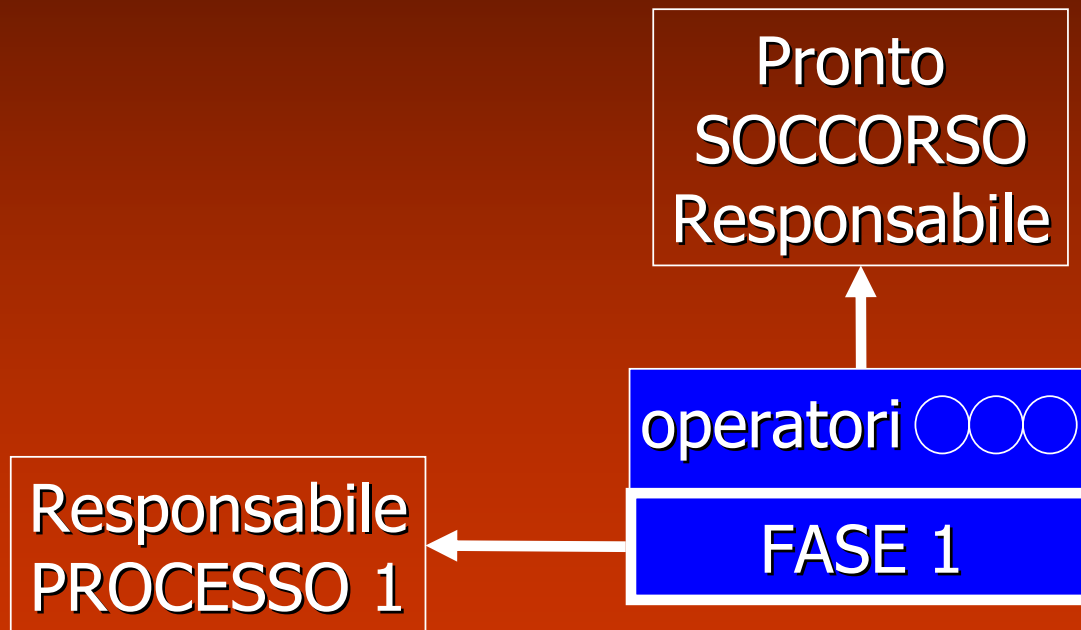 Pronto
SOCCORSO
Responsabile
operatori
Responsabile
PROCESSO 1
FASE 1